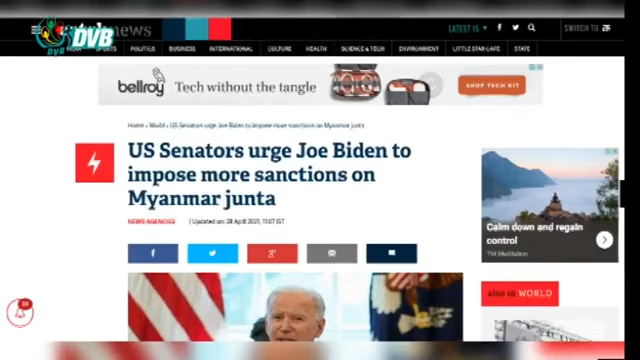 DVB
DVB
news
LATEST IS
SWITCH TO
SPORTS
POLITICS
BUSINESS
INTERNATIONAL
CULTURE
HEALTH
SCIENCE & TECH
ENVIRONMENT
LITTLE STAR CAFE
STATE
bellroy
Tech without the tangle
SHOP TECH KIT
Home » World » US Senators urge Joe Biden to impose more sanctions on Myanmar junta
US Senators urge Joe Biden to
impose more sanctions on
Myanmar junta
NEWS AGENCIES | Updated on: 28 April 2021, 11:07 IST
Calm down and regain
control
Meditation
also in WORLD